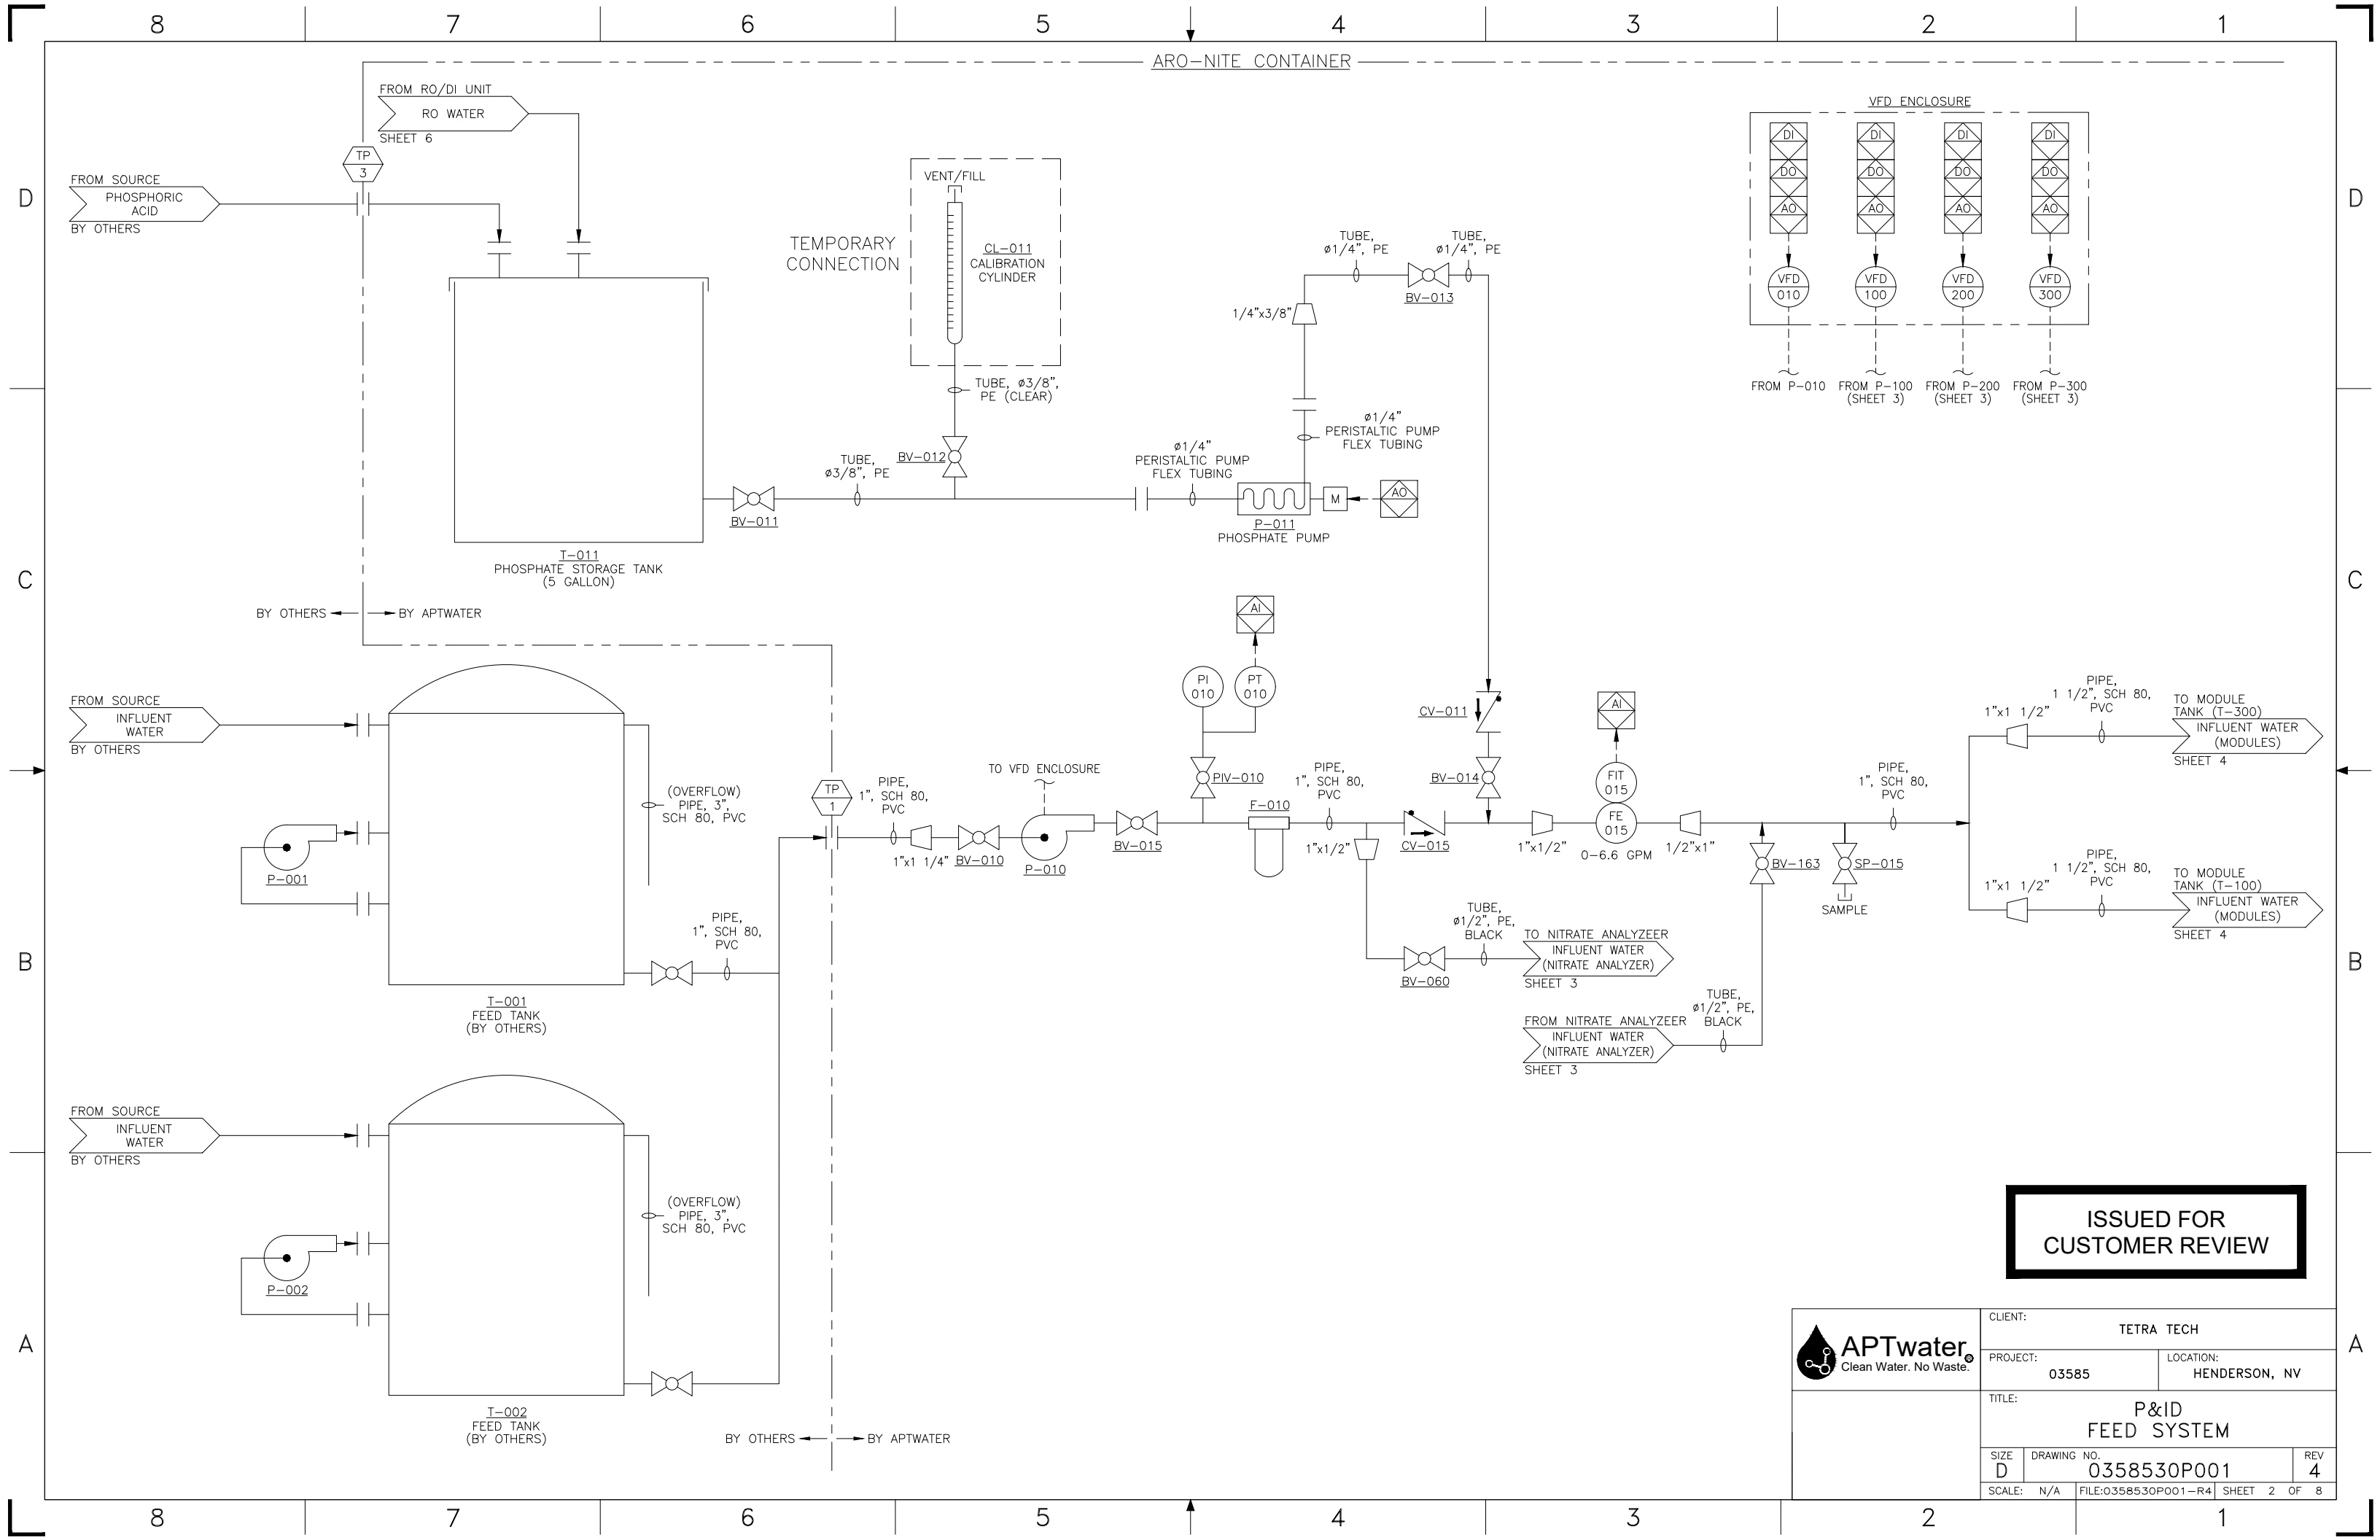 8 7 6 5 4 3 2 1
ARO-NITE CONTAINER
D
D
FROM RO/DI UNIT
RO WATER
SHEET 6
TP
3
FROM SOURCE
PHOSPHORIC
ACID
BY OTHERS
TEMPORARY
CONNECTION
VENT/FILL
CL-011
CALIBRATION
CYLINDER
TUBE, ø3/8",
PE (CLEAR)
BV-012
TUBE,
ø3/8", PE
BV-011
T-011
PHOSPHATE STORAGE TANK
(5 GALLON)
ø1/4"
PERISTALTIC PUMP
FLEX TUBING
P-011
PHOSPHATE PUMP
M
AO
ø1/4"
PERISTALTIC PUMP
FLEX TUBING
1/4"x3/8"
TUBE,
ø1/4", PE
BV-013
TUBE,
ø1/4", PE
VFD ENCLOSURE
DI DI DI DI
DO DO DO DO
AO AO AO AO
VFD VFD VFD VFD
010 100 200 300
FROM P-010
FROM P-100
(SHEET 3)
FROM P-200
(SHEET 3)
FROM P-300
(SHEET 3)
C
C
BY OTHERS
BY APTWATER
FROM SOURCE
INFLUENT
WATER
BY OTHERS
P-001
(OVERFLOW)
PIPE, 3",
SCH 80, PVC
T-001
FEED TANK
(BY OTHERS)
PIPE,
1", SCH 80,
PVC
TP
1
PIPE,
1", SCH 80,
PVC
1"x1 1/4"
BV-010
TO VFD ENCLOSURE
P-010
BV-015
AI
PI
010
PT
010
PIV-010
F-010
PIPE,
1", SCH 80,
PVC
1"x1/2"
CV-015
CV-011
BV-014
1"x1/2"
AI
FIT
015
FE
015
0-6.6 GPM
1/2"x1"
BV-163
SP-015
SAMPLE
PIPE,
1", SCH 80,
PVC
1"x1 1/2"
PIPE,
1 1/2", SCH 80,
PVC
TO MODULE
TANK (T-300)
INFLUENT WATER
(MODULES)
SHEET 4
1"x1 1/2"
PIPE,
1 1/2", SCH 80,
PVC
TO MODULE
TANK (T-100)
INFLUENT WATER
(MODULES)
SHEET 4
B
B
BV-060
TUBE,
ø1/2", PE,
BLACK
TO NITRATE ANALYZEER
INFLUENT WATER
(NITRATE ANALYZER)
SHEET 3
FROM NITRATE ANALYZEER
INFLUENT WATER
(NITRATE ANALYZER)
SHEET 3
TUBE,
ø1/2", PE,
BLACK
FROM SOURCE
INFLUENT
WATER
BY OTHERS
P-002
(OVERFLOW)
PIPE, 3",
SCH 80, PVC
T-002
FEED TANK
(BY OTHERS)
BY OTHERS
BY APTWATER
A
A
ISSUED FOR
CUSTOMER REVIEW
APTwater®
Clean Water. No Waste.
CLIENT:
TETRA TECH
PROJECT:
03585
LOCATION:
HENDERSON, NV
TITLE:
P&ID
FEED SYSTEM
SIZE
D
DRAWING NO.
0358530P001
REV
4
SCALE: N/A
FILE:0358530P001-R4
SHEET 2 OF 8
8 7 6 5 4 3 2 1